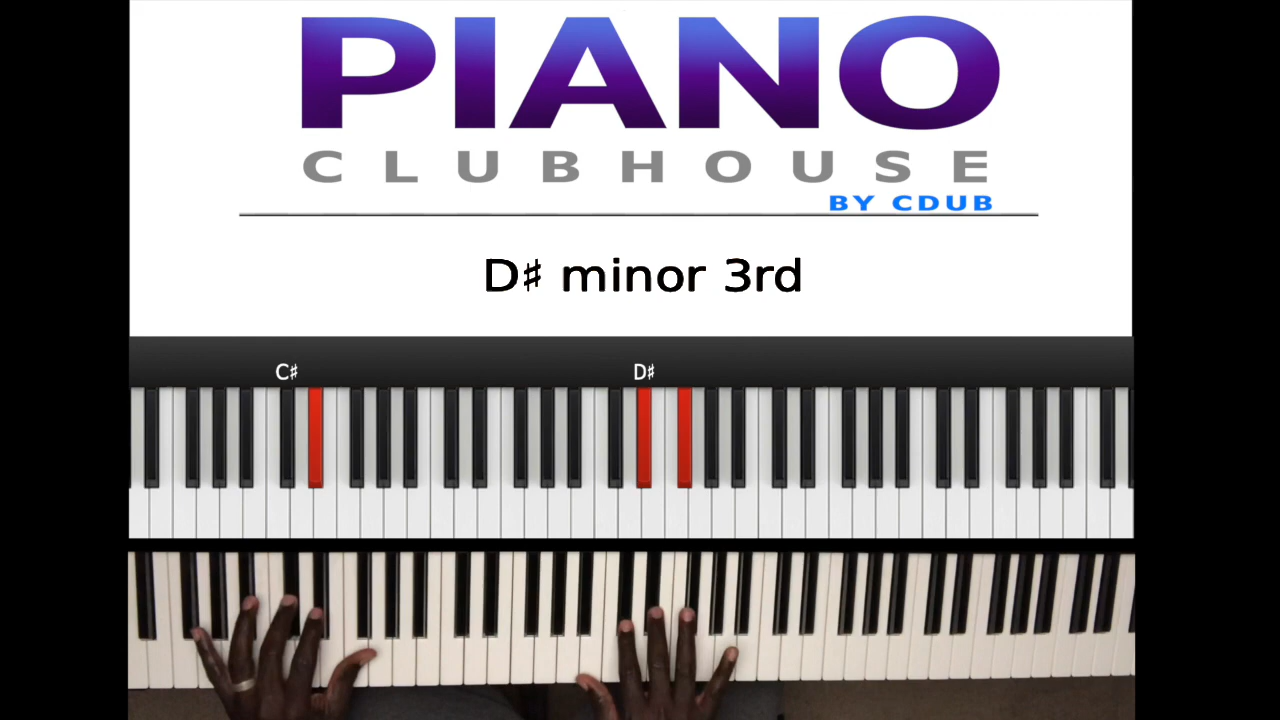 PIANO
CLUBHOUSE
BY CDUB
D♯ minor 3rd
C♯ D♯